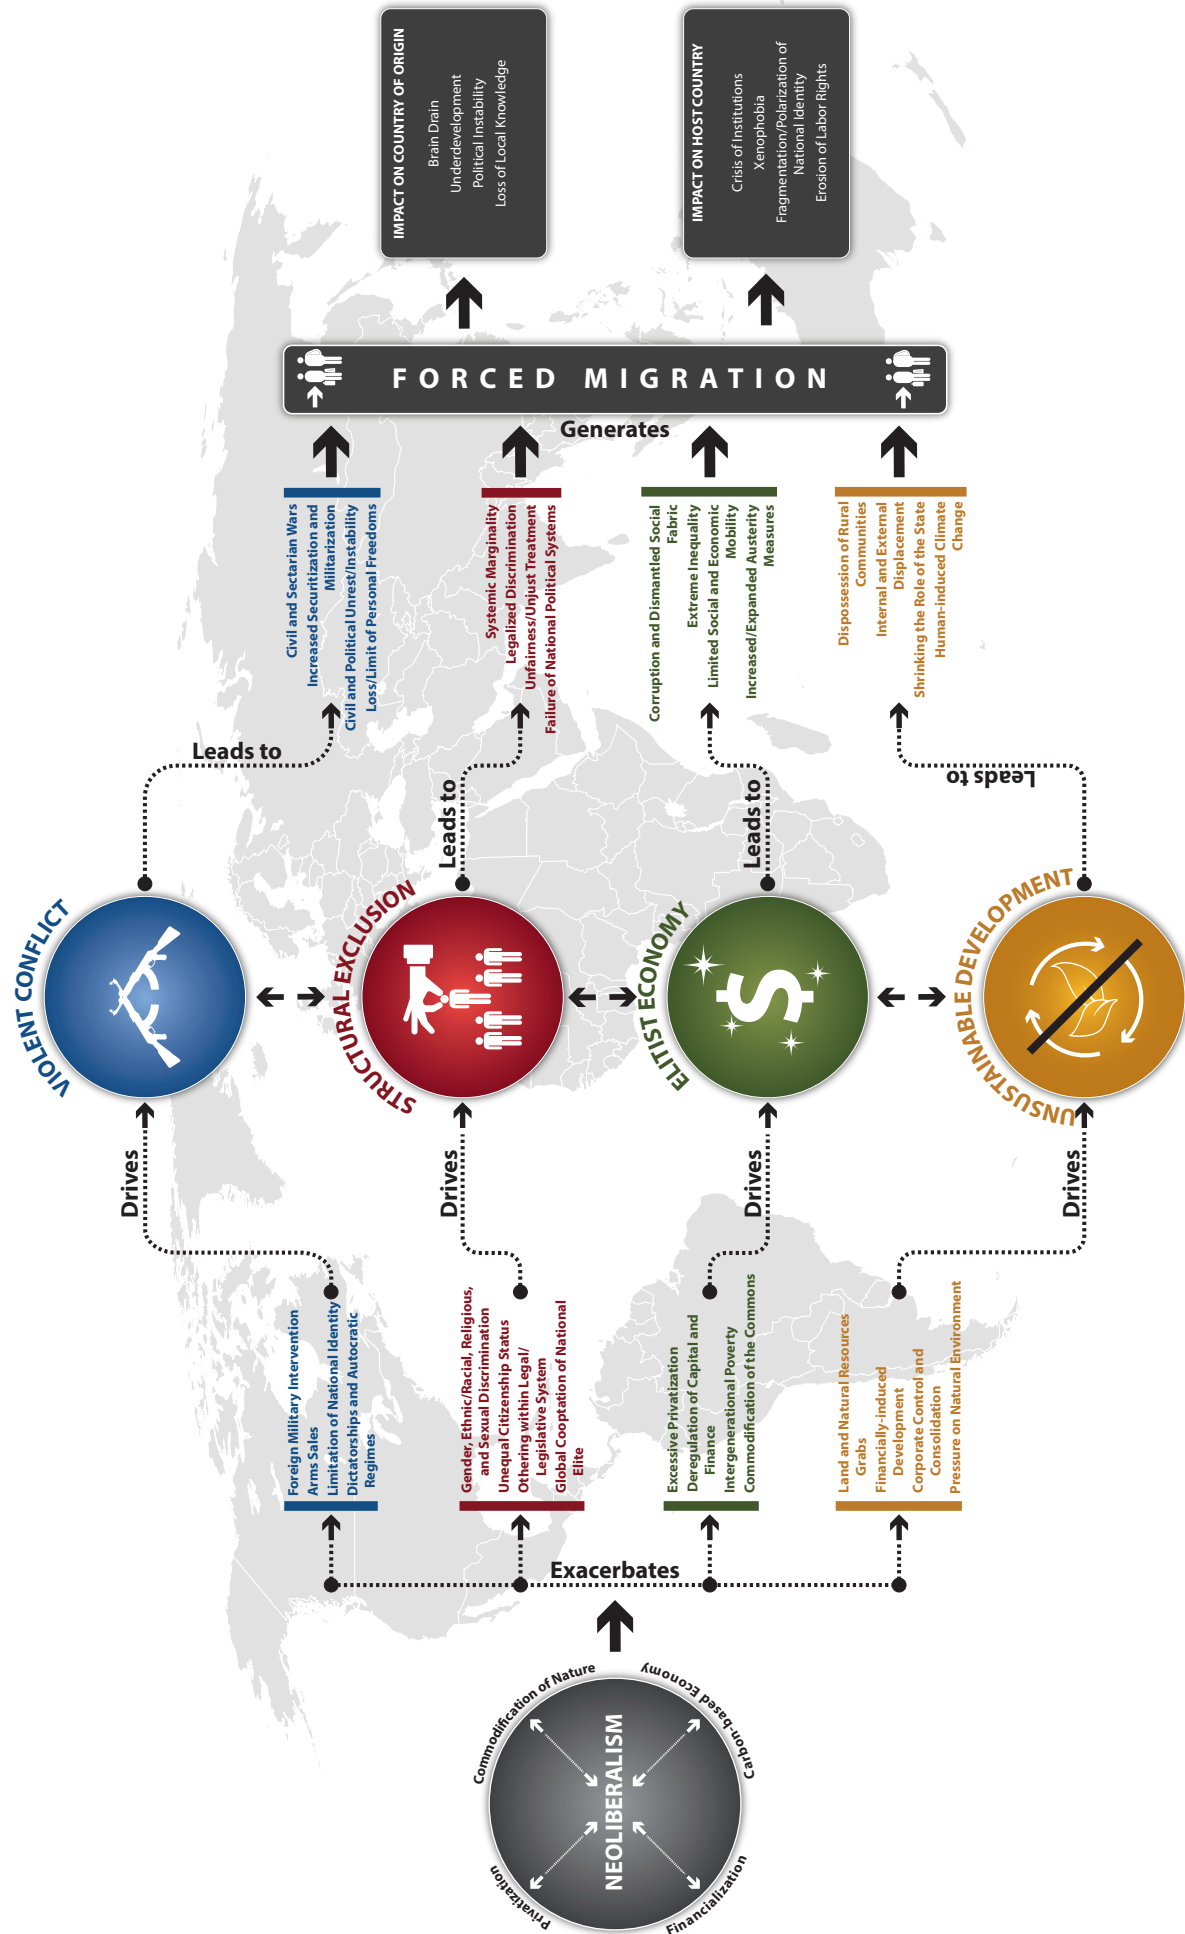 Privatization
Commodification of Nature
NEOLIBERALISM
Financialization
Carbon-based Economy
Exacerbates
Foreign Military Intervention
Arms Sales
Limitation of National Identity
Dictatorships and Autocratic
Regimes
Gender, Ethnic/Racial, Religious,
and Sexual Discrimination
Unequal Citizenship Status
Othering within Legal/
Legislative System
Global Cooptation of National
Elite
Excessive Privatization
Deregulation of Capital and
Finance
Intergenerational Poverty
Commodification of the Commons
Land and Natural Resources
Grabs
Financially-induced
Development
Corporate Control and
Consolidation
Pressure on Natural Environment
Drives
Drives
Drives
Drives
VIOLENT CONFLICT
STRUCTURAL EXCLUSION
ELITIST ECONOMY
$
UNSUSTAINABLE DEVELOPMENT
Leads to
Leads to
Leads to
Leads to
Civil and Sectarian Wars
Increased Securitization and
Militarization
Civil and Political Unrest/Instability
Loss/Limit of Personal Freedoms
Systemic Marginality
Legalized Discrimination
Unfairness/Unjust Treatment
Failure of National Political Systems
Corruption and Dismantled Social
Fabric
Extreme Inequality
Limited Social and Economic
Mobility
Increased/Expanded Austerity
Measures
Dispossession of Rural
Communities
Internal and External
Displacement
Shrinking the Role of the State
Human-induced Climate
Change
Generates
FORCED MIGRATION
IMPACT ON COUNTRY OF ORIGIN
Brain Drain
Underdevelopment
Political Instability
Loss of Local Knowledge
IMPACT ON HOST COUNTRY
Crisis of Institutions
Xenophobia
Fragmentation/Polarization of
National Identity
Erosion of Labor Rights